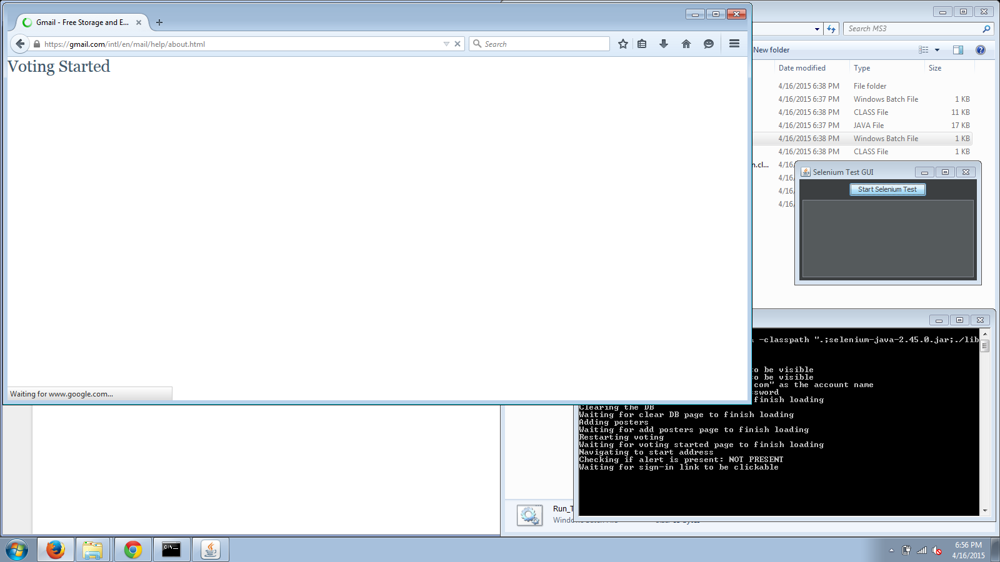 Gmail - Free Storage and E...
https://gmail.com/intl/en/mail/help/about.html
Search
Voting Started
Waiting for www.google.com...
Search MS3
New folder
Date modified Type Size
4/16/2015 6:38 PM File folder
4/16/2015 6:37 PM Windows Batch File 1 KB
4/16/2015 6:38 PM CLASS File 11 KB
4/16/2015 6:37 PM JAVA File 17 KB
4/16/2015 6:38 PM Windows Batch File 1 KB
4/16/2015 6:38 PM CLASS File 1 KB
n.cl... 4/16/
4/16/
4/16/
4/16/
Selenium Test GUI
Start Selenium Test
-classpath ".;selenium-java-2.45.0.jar;./lib
to be visible
to be visible
com" as the account name
sword
finish loading
Clearing the DB
Waiting for clear DB page to finish loading
Adding posters
Waiting for add posters page to finish loading
Restarting voting
Waiting for voting started page to finish loading
Navigating to start address
Checking if alert is present: NOT PRESENT
Waiting for sign-in link to be clickable
Run_T
Windo
C:\_
6:56 PM
4/16/2015